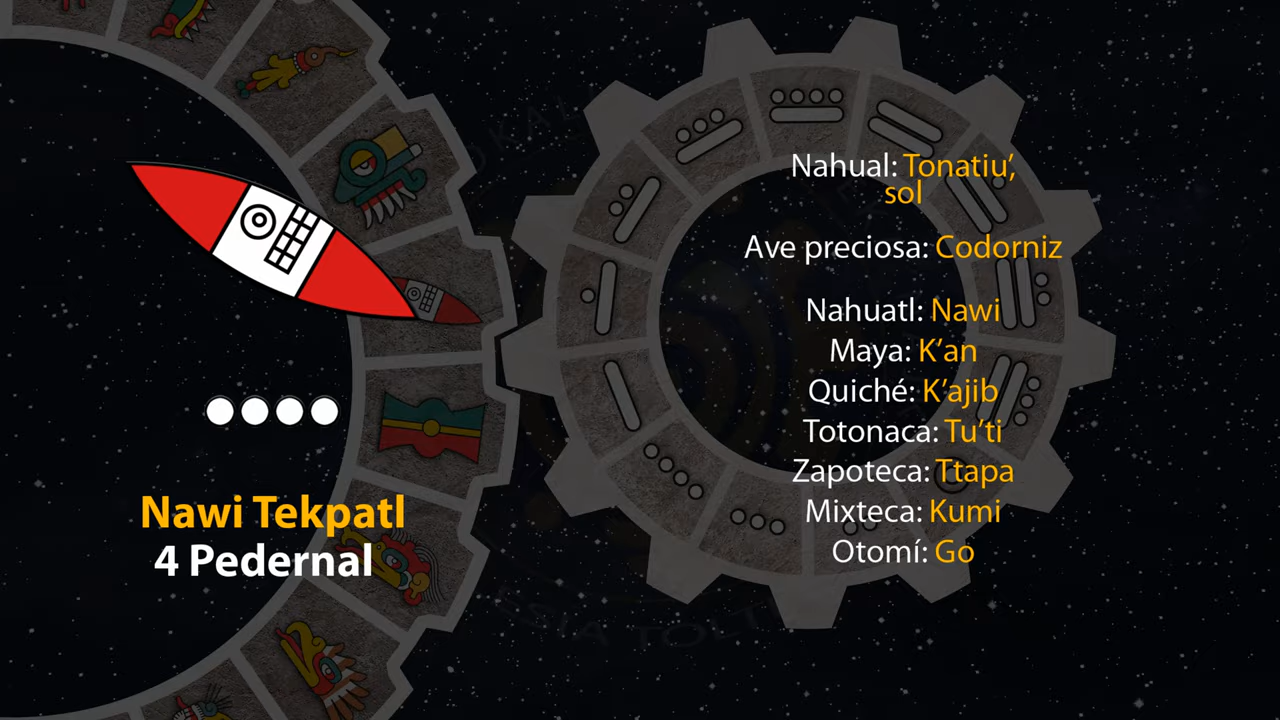 Nawi Tekpatl
4 Pedernal
Nahual: Tonatiu’,
sol
Ave preciosa: Codorniz
Nahuatl: Nawi
Maya: K’an
Quiché: K’ajib
Totonaca: Tu’ti
Zapoteca: Ttapa
Mixteca: Kumi
Otomí: Go